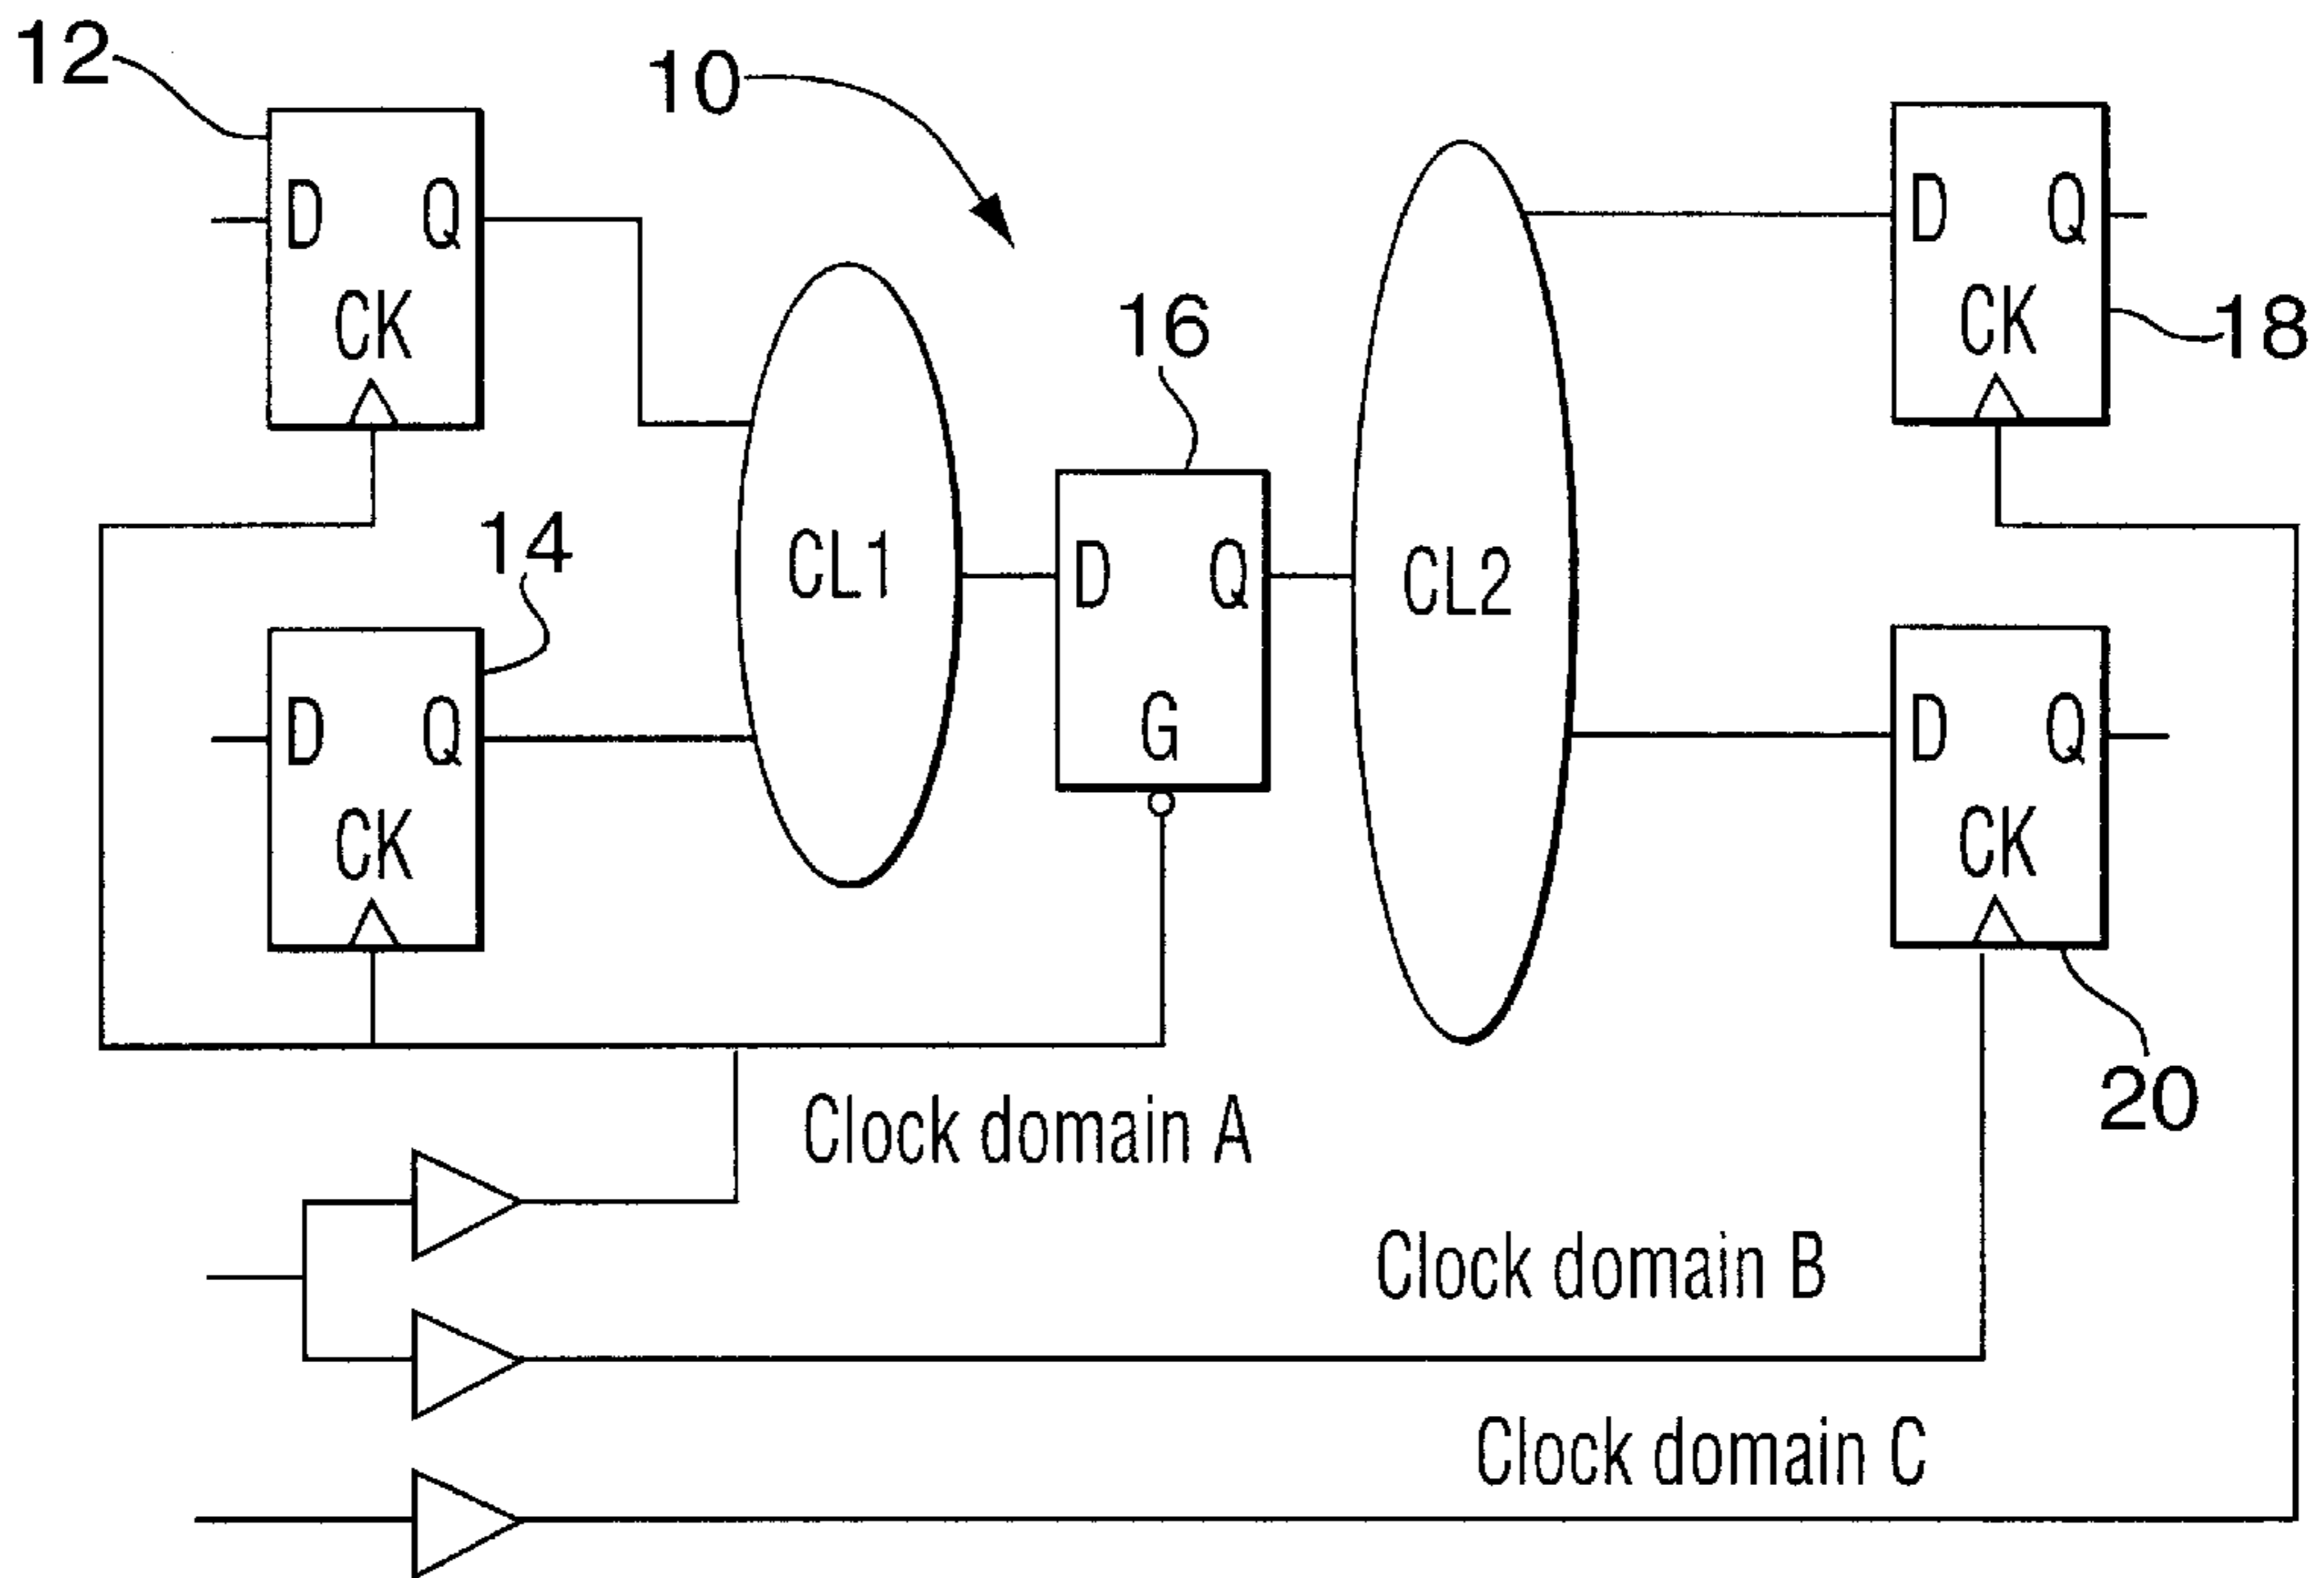 12
10
D Q
CK
D Q
CK
18
16
14
CL1
D Q
G
CL2
D Q
CK
D Q
CK
20
Clock domain A
Clock domain B
Clock domain C